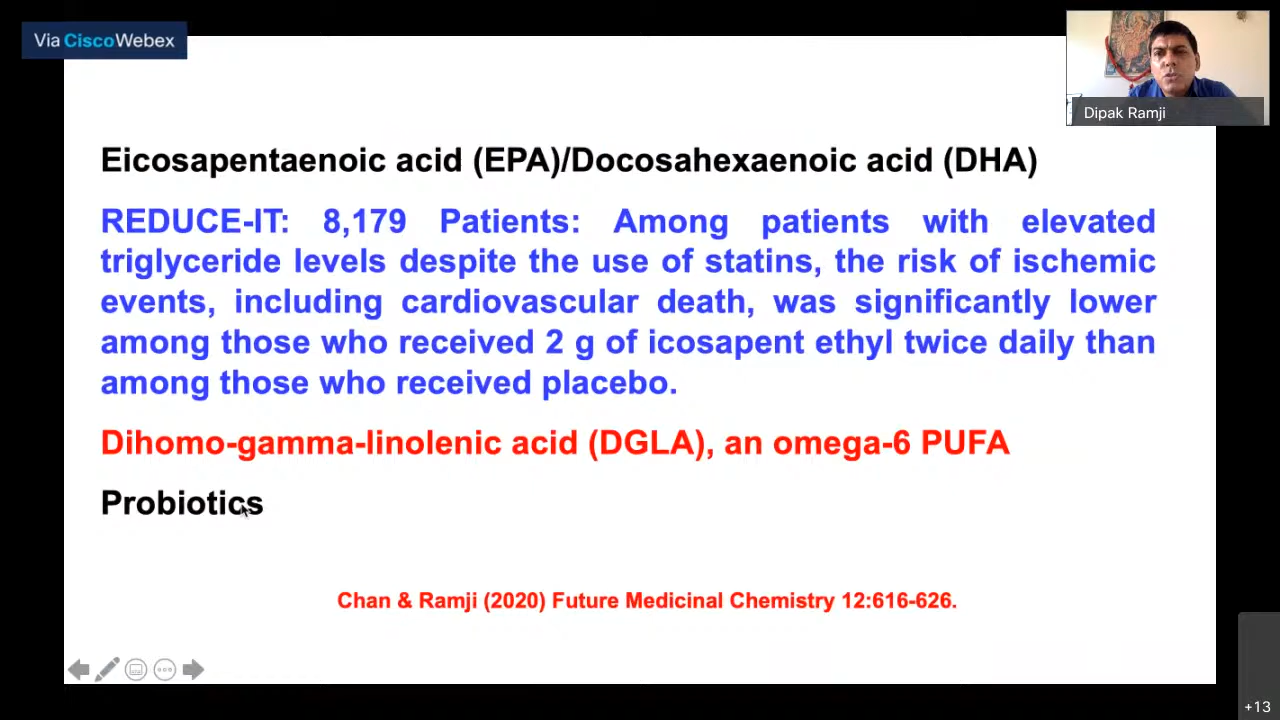 Via CiscoWebex
Dipak Ramji
Eicosapentaenoic acid (EPA)/Docosahexaenoic acid (DHA)
REDUCE-IT: 8,179 Patients: Among patients with elevated
triglyceride levels despite the use of statins, the risk of ischemic
events, including cardiovascular death, was significantly lower
among those who received 2 g of icosapent ethyl twice daily than
among those who received placebo.
Dihomo-gamma-linolenic acid (DGLA), an omega-6 PUFA
Probiotics
Chan & Ramji (2020) Future Medicinal Chemistry 12:616-626.
+13